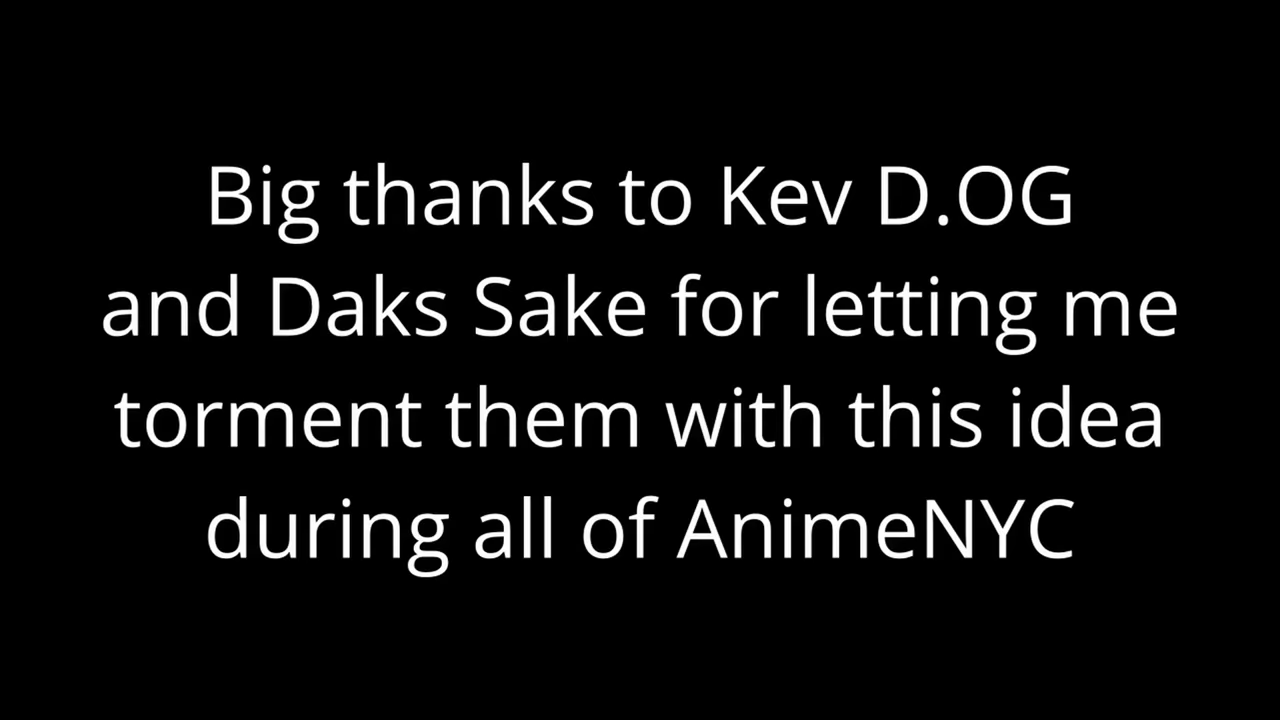 Big thanks to Kev D.OG
and Daks Sake for letting me
torment them with this idea
during all of AnimeNYC